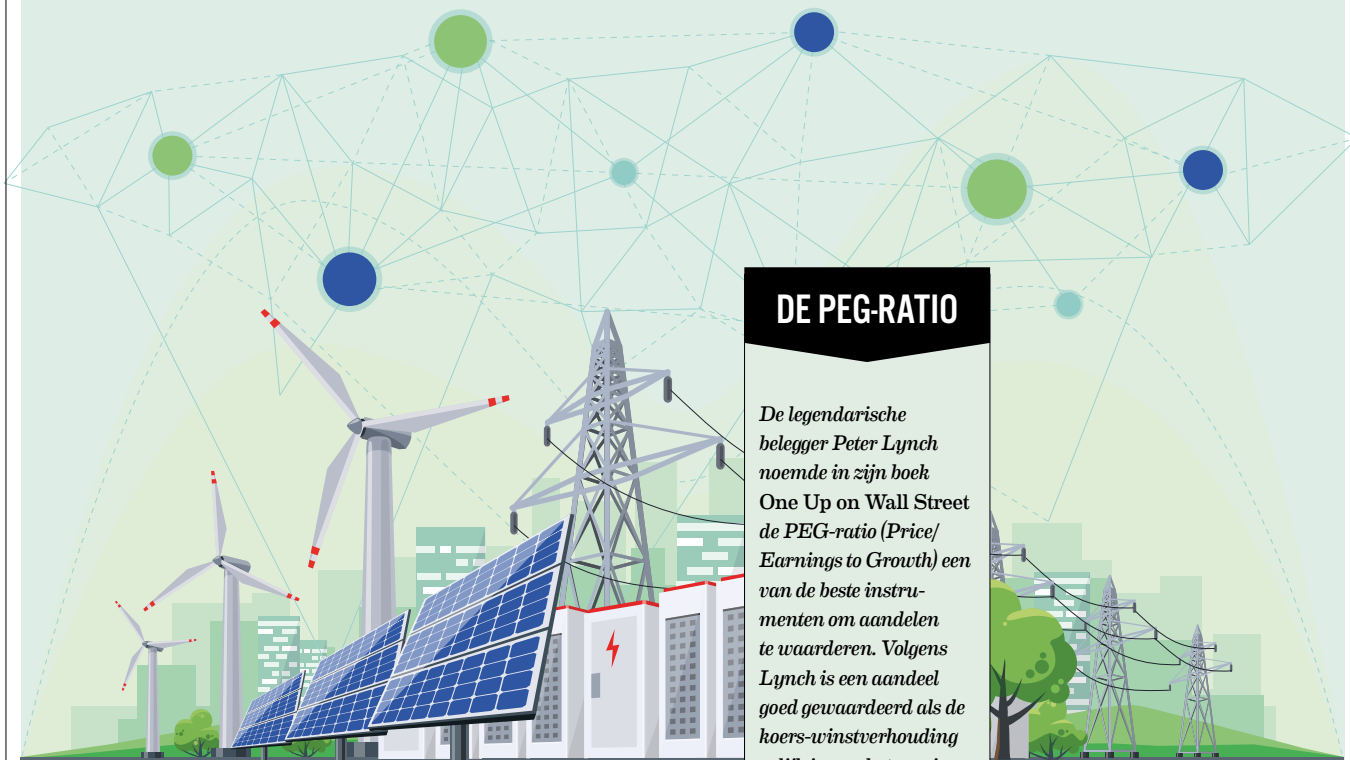 DE PEG-RATIO
De legendarische
belegger Peter Lynch
noemde in zijn boek
One Up on Wall Street
de PEG-ratio (Price/
Earnings to Growth) een
van de beste instru-
menten om aandelen
te waarderen. Volgens
Lynch is een aandeel
goed gewaardeerd als de
koers-winstverhouding